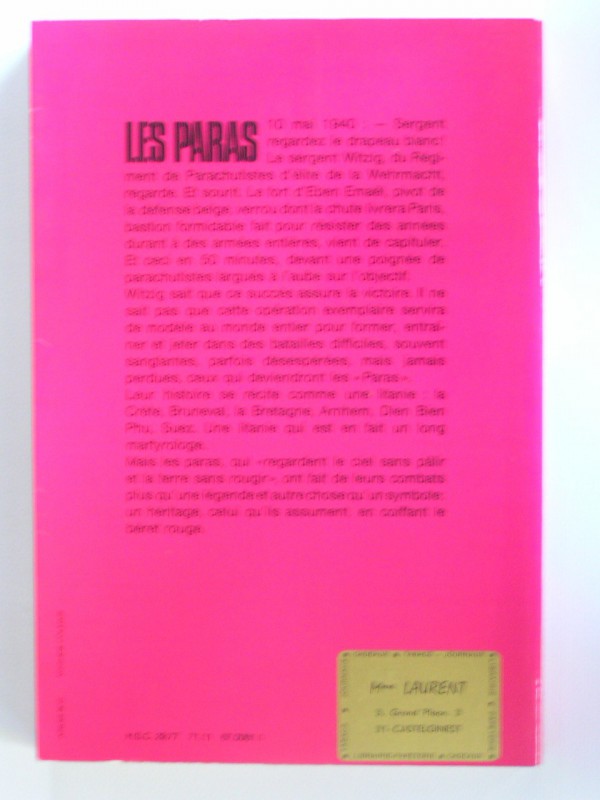 LES PARAS
10 mai 1940 : — Sergent
regardez le drapeau blanc!
Le sergent Witzig, du Régi-
ment de Parachutistes d'élite de la Wehrmacht,
regarde. Et sourit. Le fort d'Eben Emael, pivot de
la défense belge, verrou dont la chute livrera Paris,
bastion formidable fait pour résister des années
durant à des armées entières, vient de capituler.
Et ceci en 50 minutes, devant une poignée de
parachutistes largués à l'aube sur l'objectif.
Witzig sait que ce succès assure la victoire. Il ne
sait pas que cette opération exemplaire servira
de modèle au monde entier pour former, entraî-
ner et jeter dans des batailles difficiles, souvent
sanglantes, parfois désespérées, mais jamais
perdues, ceux qui deviendront les «Paras».
Leur histoire se récite comme une litanie : la
Crète, Bruneval, la Bretagne, Arnhem, Dien Bien
Phu, Suez. Une litanie qui est en fait un long
martyrologe.
Mais les paras, qui «regardent le ciel sans pâlir
et la terre sans rougir», ont fait de leurs combats
plus qu'une légende et autre chose qu'un symbole:
un héritage, celui qu'ils assument, en coiffant le
béret rouge.
LAURENT